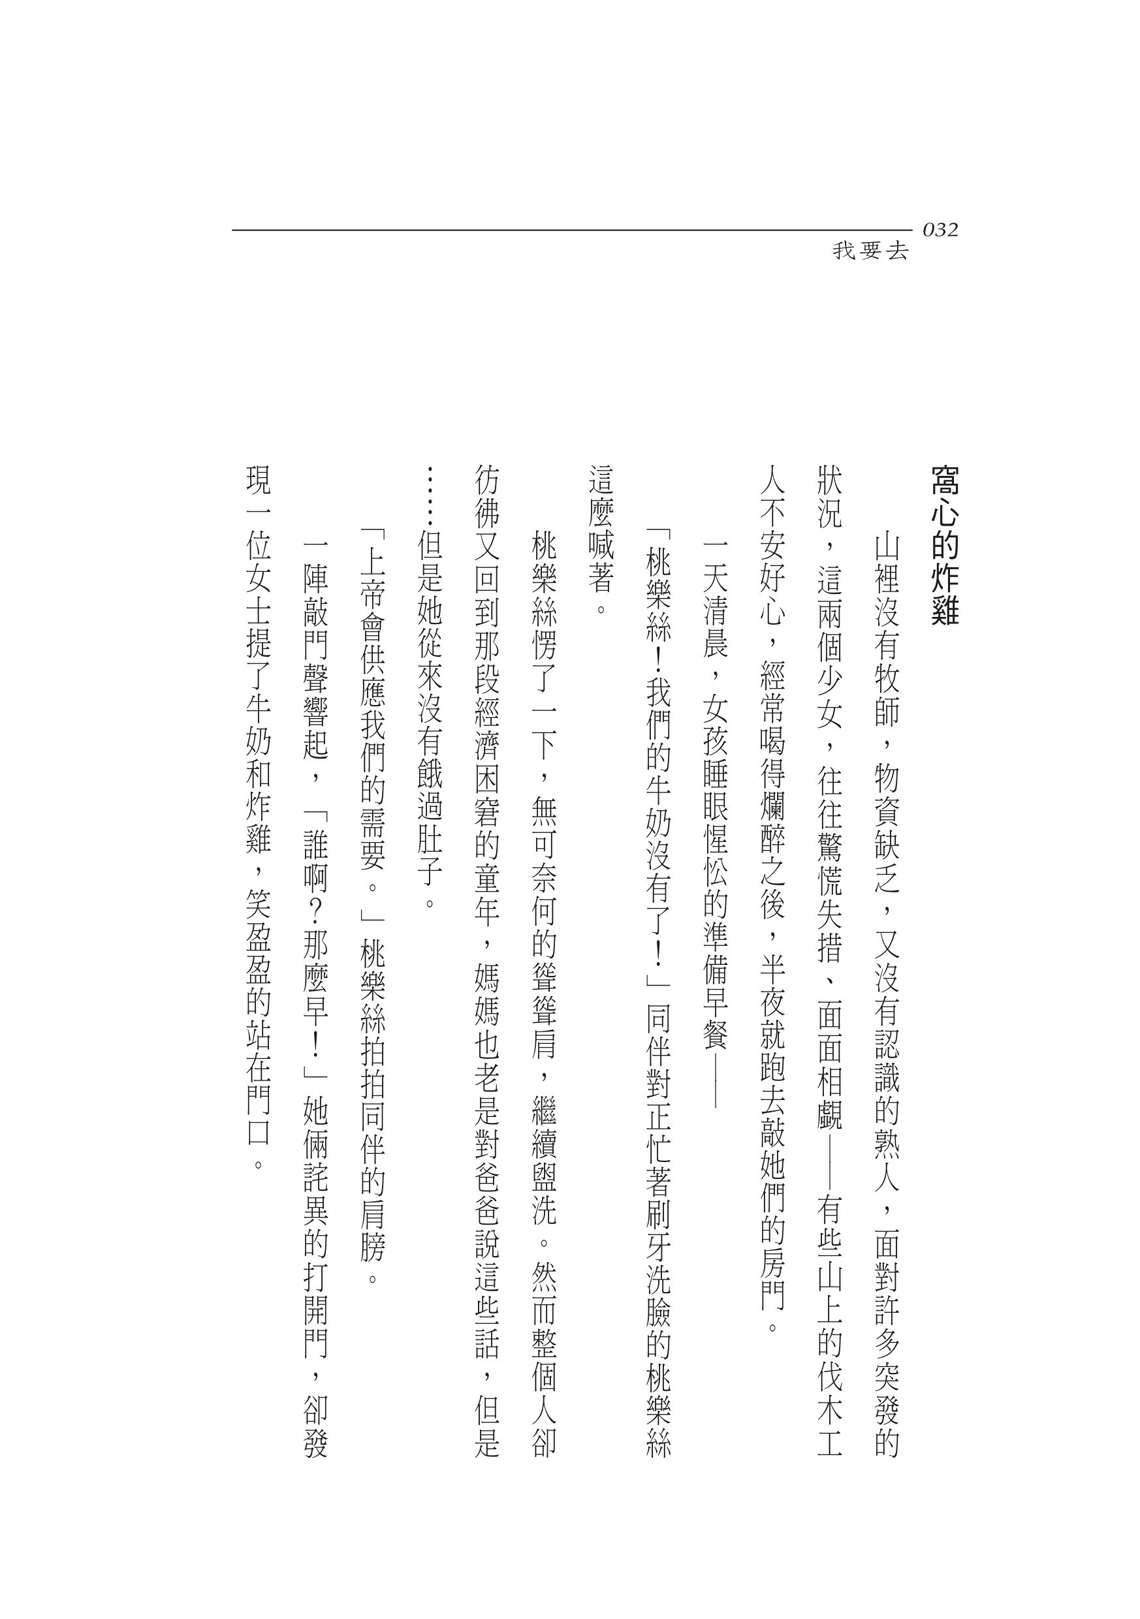 032
我要去
窩心的炸雞
山裡沒有牧師，物資缺乏，又沒有認識的熟人，面對許多突發的
狀況，這兩個少女，往往驚慌失措、面面相覷——有些山上的伐木工
人不安好心，經常喝得爛醉之後，半夜就跑去敲她們的房門。
一天清晨，女孩睡眼惺忪的準備早餐——
「桃樂絲！我們的牛奶沒有了！」同伴對正忙著刷牙洗臉的桃樂絲
這麼喊著。
桃樂絲愣了一下，無可奈何的聳聳肩，繼續盥洗。然而整個人卻
彷彿又回到那段經濟困窘的童年，媽媽也老是對爸爸說這些話，但是
……但是她從來沒有餓過肚子。
「上帝會供應我們的需要。」桃樂絲拍拍同伴的肩膀。
一陣敲門聲響起，「誰啊？那麼早！」她倆詫異的打開門，卻發
現一位女士提了牛奶和炸雞，笑盈盈的站在門口。